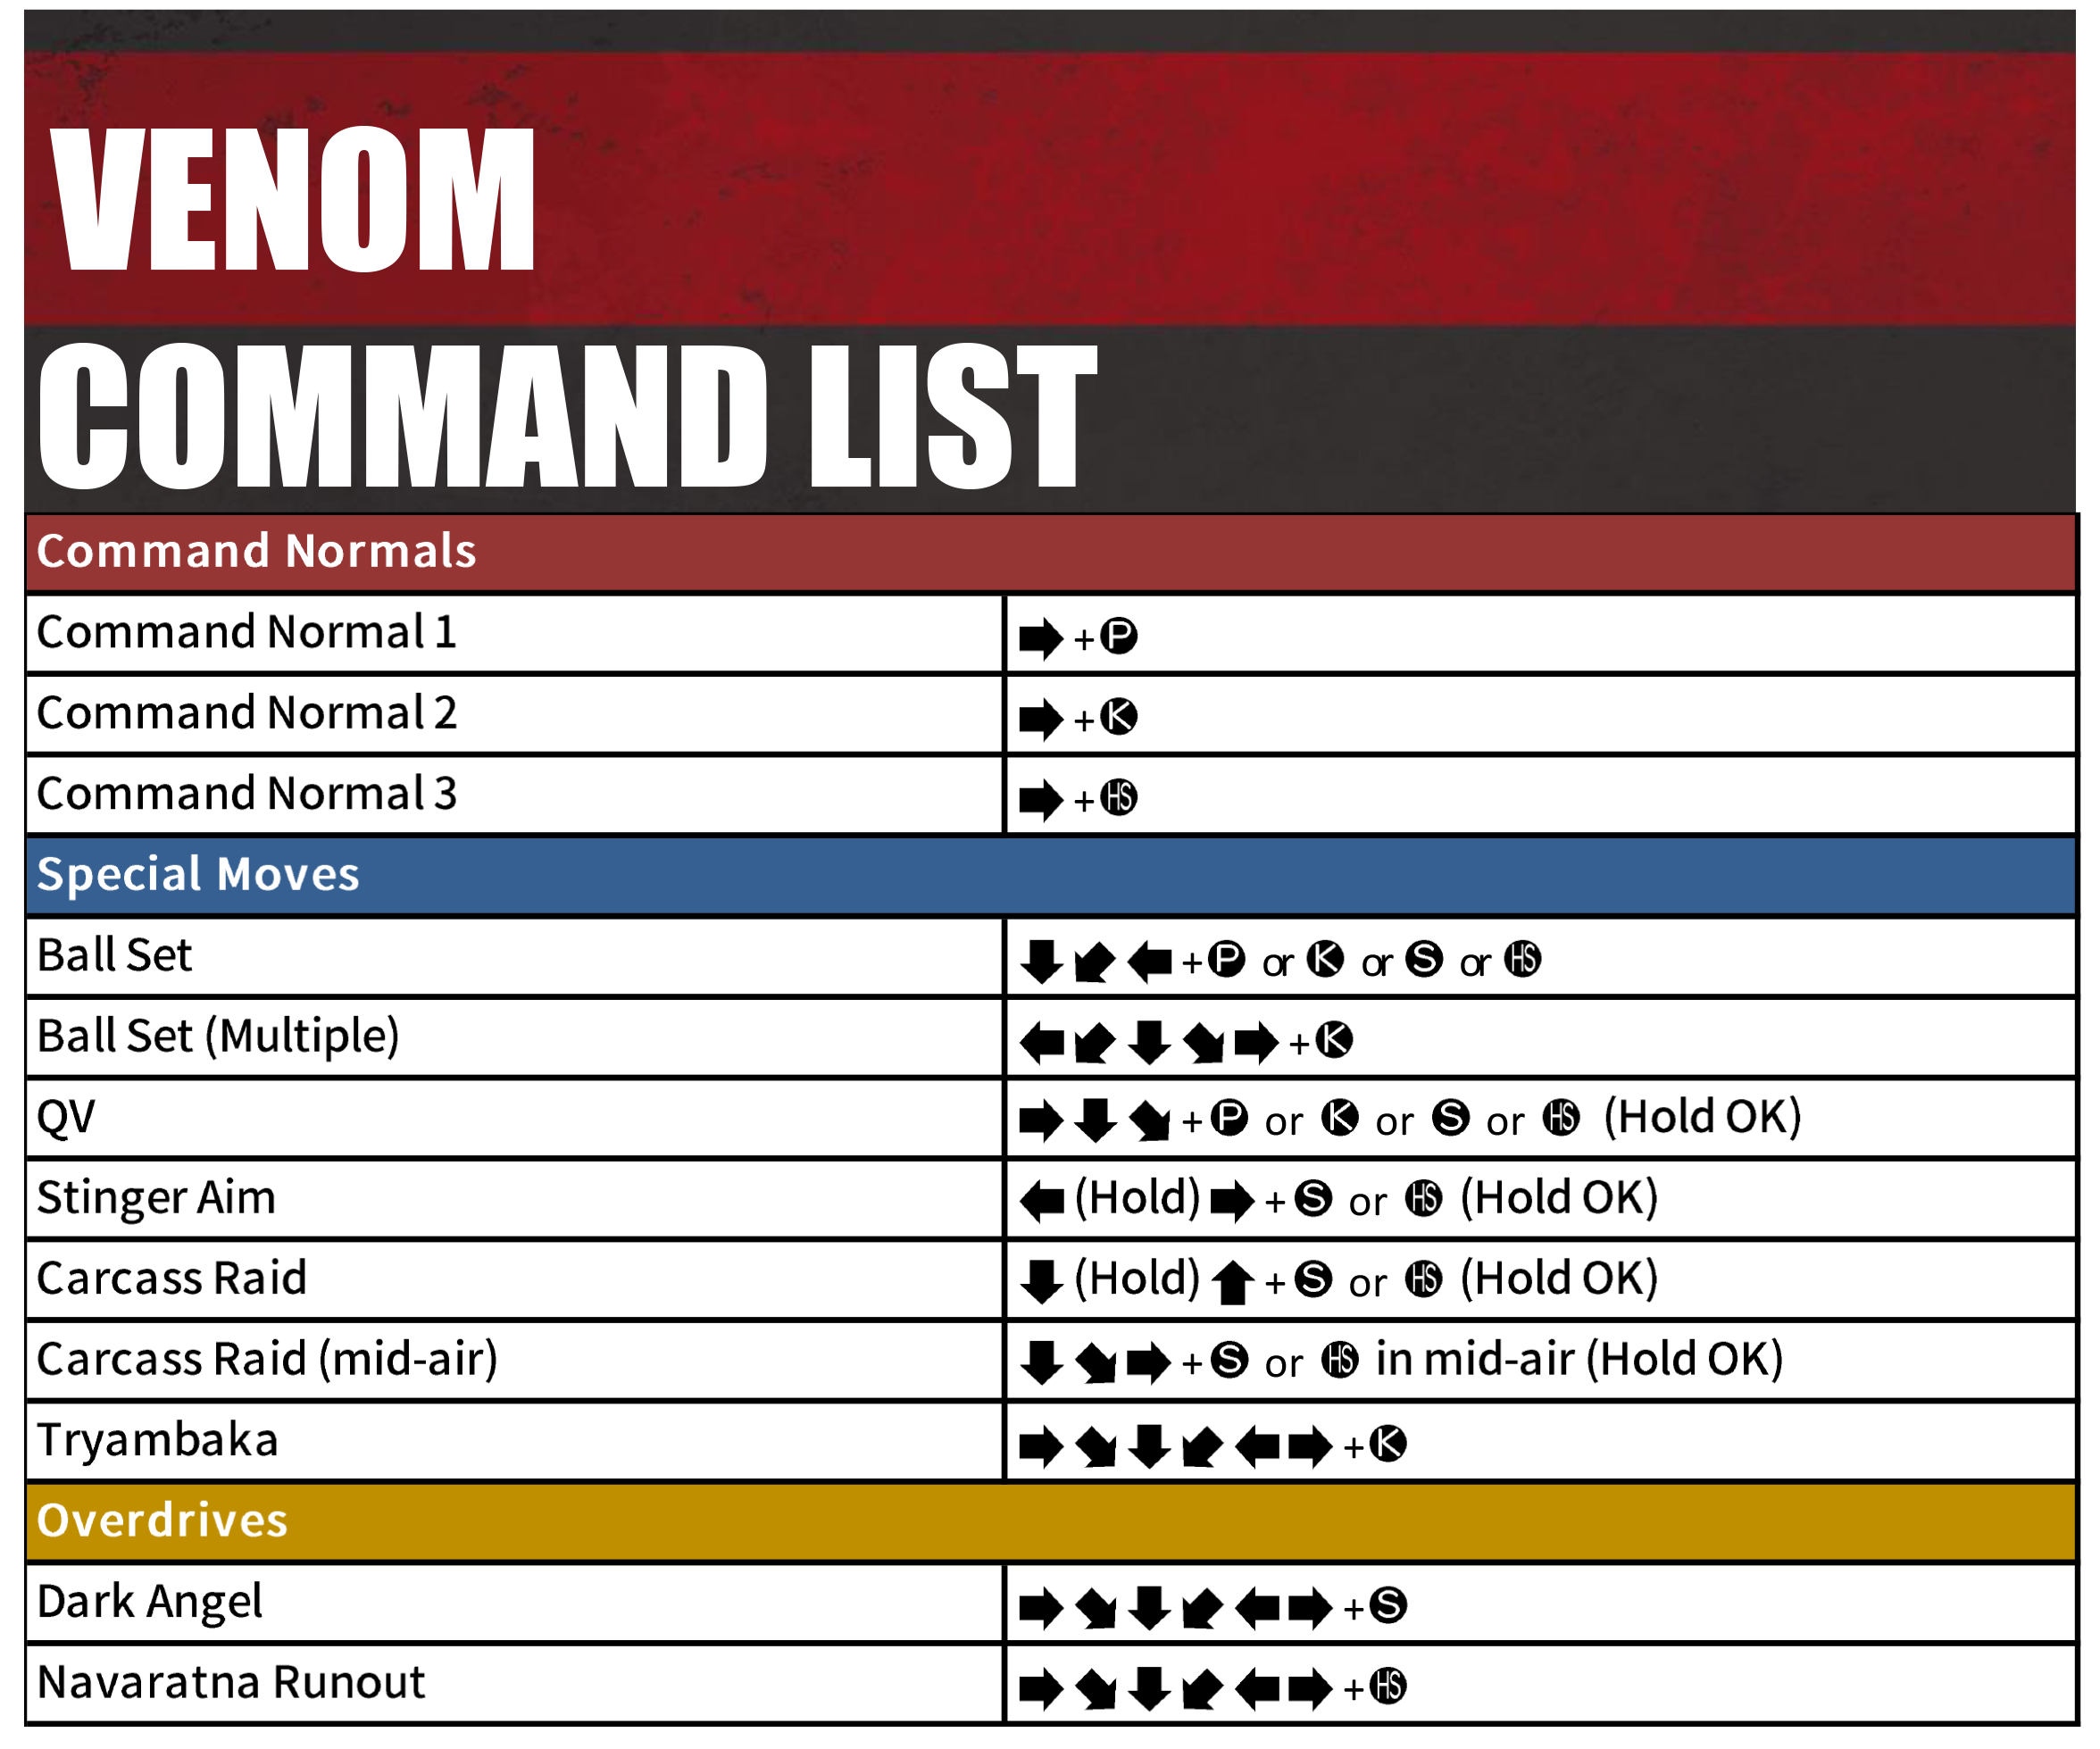 VENOM
COMMAND LIST
Command Normals
Command Normal 1 ➡+Ⓟ
Command Normal 2 ➡+Ⓚ
Command Normal 3 ➡+HS
Special Moves
Ball Set ⬇↙⬅+Ⓟ or Ⓚ or Ⓢ or HS
Ball Set (Multiple) ⬅↙⬇↘➡+Ⓚ
QV ➡⬇↘+Ⓟ or Ⓚ or Ⓢ or HS (Hold OK)
Stinger Aim ⬅(Hold)➡+Ⓢ or HS (Hold OK)
Carcass Raid ⬇(Hold)⬆+Ⓢ or HS (Hold OK)
Carcass Raid (mid-air) ⬇↘➡+Ⓢ or HS in mid-air (Hold OK)
Tryambaka ➡↘⬇↙⬅➡+Ⓚ
Overdrives
Dark Angel ➡↘⬇↙⬅➡+Ⓢ
Navaratna Runout ➡↘⬇↙⬅➡+HS